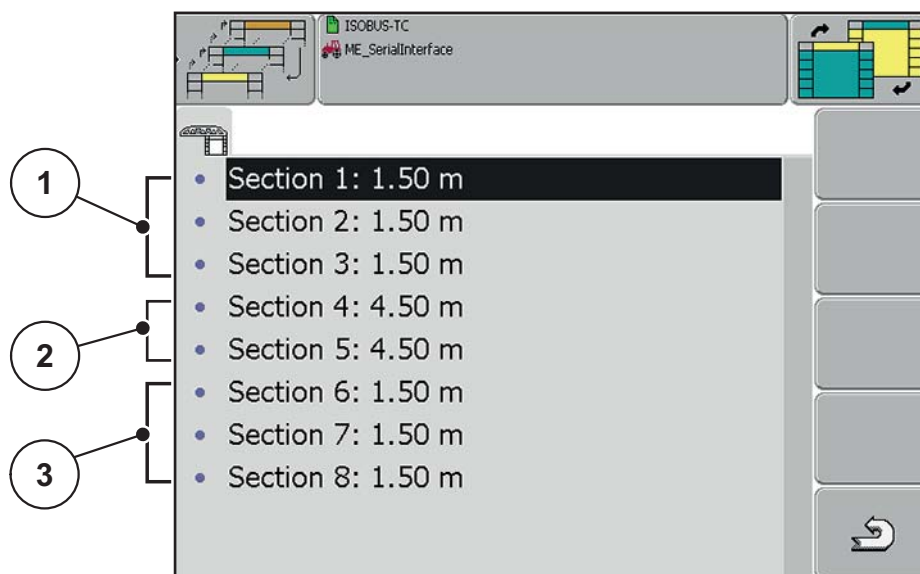 ISOBUS-TC
ME_SerialInterface
Section 1: 1.50 m
Section 2: 1.50 m
Section 3: 1.50 m
Section 4: 4.50 m
Section 5: 4.50 m
Section 6: 1.50 m
Section 7: 1.50 m
Section 8: 1.50 m
1
2
3